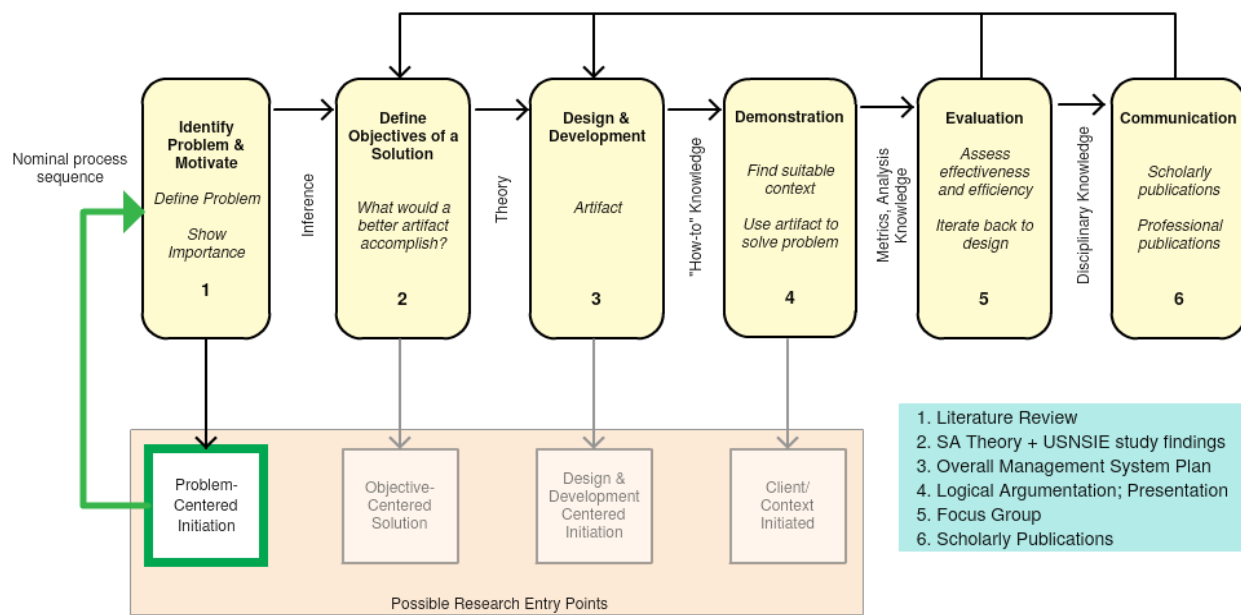 Nominal process
sequence
Identify
Problem &
Motivate
Define Problem
Show
Importance
1
Inference
Define
Objectives of a
Solution
What would a
better artifact
accomplish?
2
Theory
Design &
Development
Artifact
3
"How-to" Knowledge
Demonstration
Find suitable
context
Use artifact to
solve problem
4
Metrics, Analysis
Knowledge
Evaluation
Assess
effectiveness
and efficiency
Iterate back to
design
5
Disciplinary Knowledge
Communication
Scholarly
publications
Professional
publications
6
Problem-
Centered
Initiation
Objective-
Centered
Solution
Design &
Development
Centered
Initiation
Client/
Context
Initiated
Possible Research Entry Points
1. Literature Review
2. SA Theory + USNSIE study findings
3. Overall Management System Plan
4. Logical Argumentation; Presentation
5. Focus Group
6. Scholarly Publications